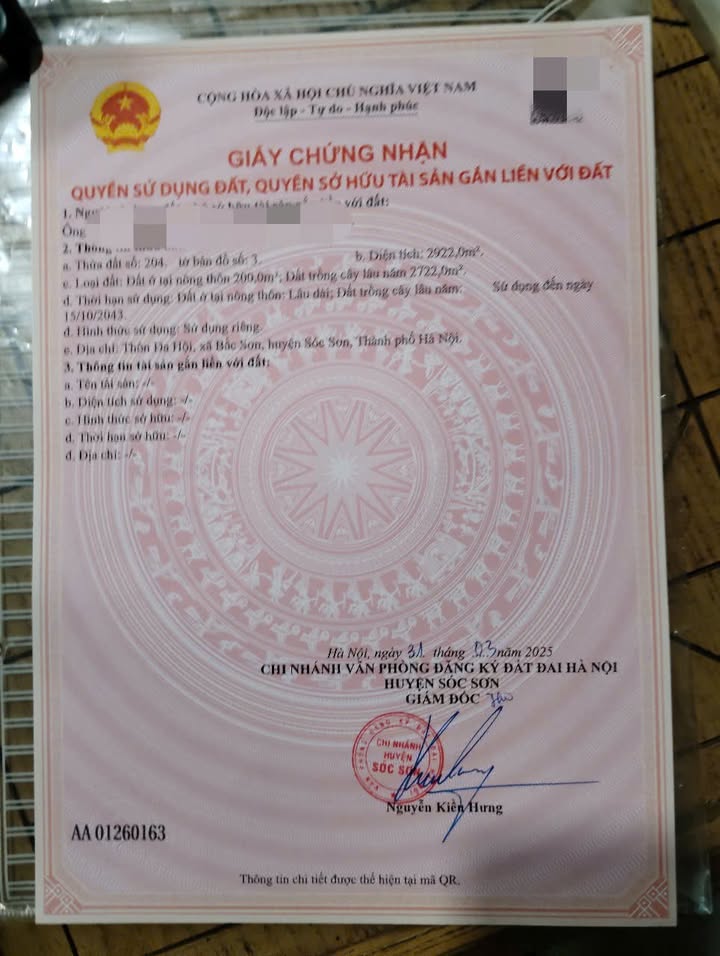 CỘNG HÒA XÃ HỘI CHỦ NGHĨA VIỆT NAM
Độc lập - Tự do - Hạnh phúc
GIẤY CHỨNG NHẬN
QUYỀN SỬ DỤNG ĐẤT, QUYỀN SỞ HỮU TÀI SẢN GẮN LIỀN VỚI ĐẤT
1. với đất:
Ông
2. Thông
a. Thửa đất số: 204. tờ bản đồ số: 3. b. Diện tích: 2922,0m².
c. Loại đất: Đất ở tại nông thôn 200,0m²; Đất trồng cây lâu năm 2722,0m².
d. Thời hạn sử dụng: Đất ở tại nông thôn: Lâu dài; Đất trồng cây lâu năm: Sử dụng đến ngày
15/10/2043.
đ. Hình thức sử dụng: Sử dụng riêng.
e. Địa chỉ: Thôn Đa Hội, xã Bắc Sơn, huyện Sóc Sơn, Thành phố Hà Nội.
3. Thông tin tài sản gắn liền với đất:
a. Tên tài sản: -/-
b. Diện tích sử dụng: -/-
c. Hình thức sở hữu: -/-
d. Thời hạn sở hữu: -/-
đ. Địa chỉ: -/-
Hà Nội, ngày 31 tháng 03 năm 2025
CHI NHÁNH VĂN PHÒNG ĐĂNG KÝ ĐẤT ĐAI HÀ NỘI
HUYỆN SÓC SƠN
GIÁM ĐỐC
CHI NHÁNH
HUYỆN
SÓC SƠN
Nguyễn Kiên Hưng
AA 01260163
Thông tin chi tiết được thể hiện tại mã QR.